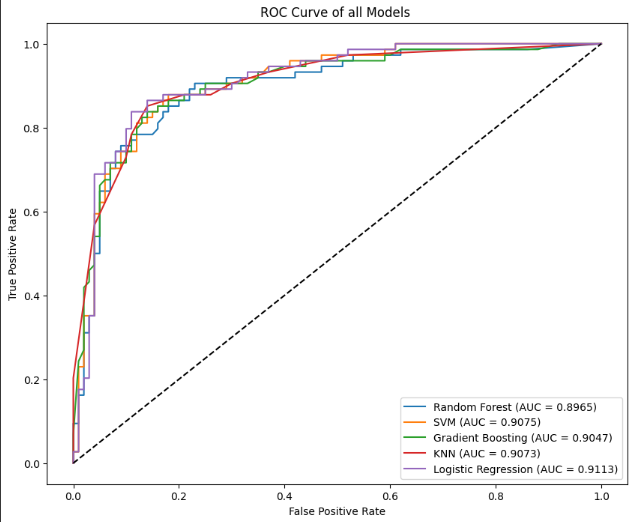 ROC Curve of all Models
1.0
0.8
0.6
0.4
0.2
0.0
True Positive Rate
Random Forest (AUC = 0.8965)
SVM (AUC = 0.9075)
Gradient Boosting (AUC = 0.9047)
KNN (AUC = 0.9073)
Logistic Regression (AUC = 0.9113)
0.0 0.2 0.4 0.6 0.8 1.0
False Positive Rate